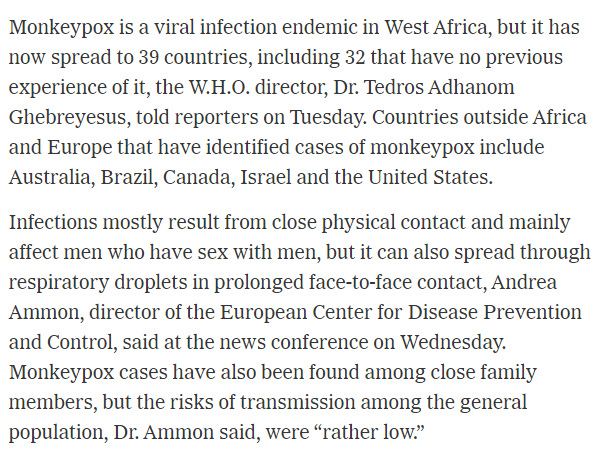 Monkeypox is a viral infection endemic in West Africa, but it has
now spread to 39 countries, including 32 that have no previous
experience of it, the W.H.O. director, Dr. Tedros Adhanom
Ghebreyesus, told reporters on Tuesday. Countries outside Africa
and Europe that have identified cases of monkeypox include
Australia, Brazil, Canada, Israel and the United States.
Infections mostly result from close physical contact and mainly
affect men who have sex with men, but it can also spread through
respiratory droplets in prolonged face-to-face contact, Andrea
Ammon, director of the European Center for Disease Prevention
and Control, said at the news conference on Wednesday.
Monkeypox cases have also been found among close family
members, but the risks of transmission among the general
population, Dr. Ammon said, were “rather low.”